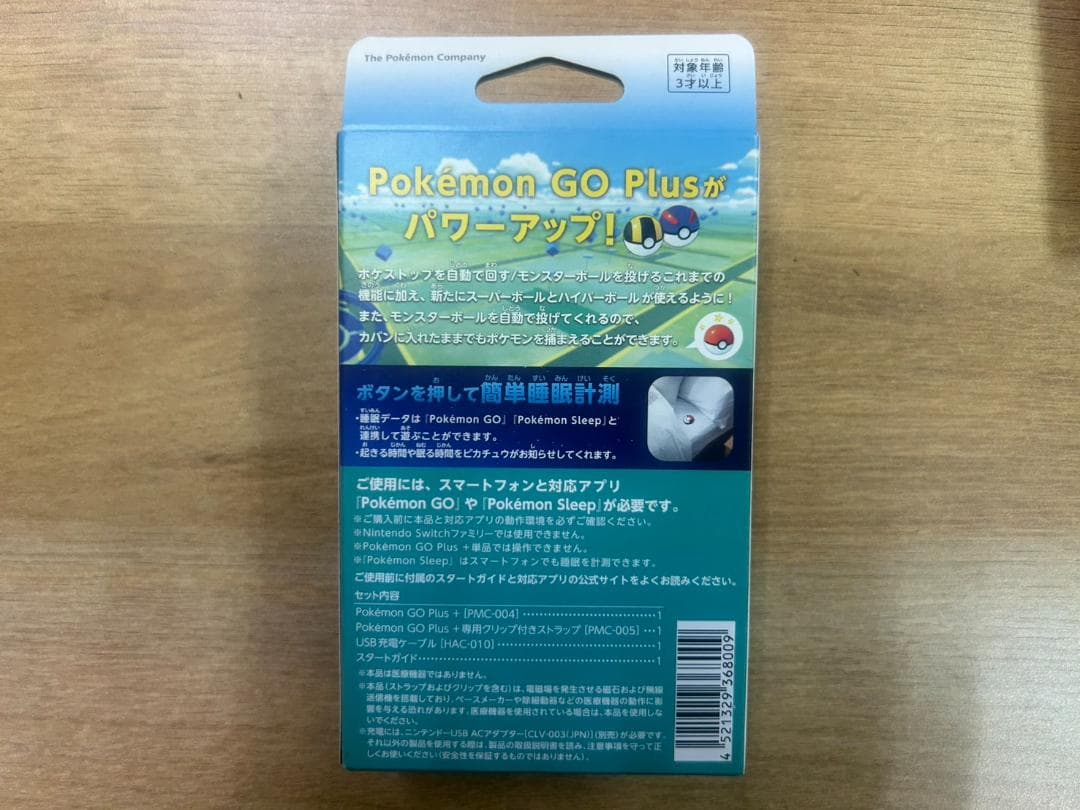 The Pokémon Company
対象年齢
3才以上
Pokémon GO Plusが
パワーアップ!
ポケストップを自動で回す/モンスターボールを投げるこれまでの
機能に加え、新たにスーパーボールとハイパーボールが使えるように!
また、モンスターボールを自動で投げてくれるので、
カバンに入れたままでもポケモンを捕まえることができます。
ボタンを押して簡単睡眠計測
・睡眠データは『Pokémon GO』『Pokémon Sleep』と
連携して遊ぶことができます。
・起きる時間や眠る時間をピカチュウがお知らせしてくれます。
ご使用には、スマートフォンと対応アプリ
『Pokémon GO』や『Pokémon Sleep』が必要です。
※ご購入前に本品と対応アプリの動作環境を必ずご確認ください。
※Nintendo Switchファミリーでは使用できません。
※Pokémon GO Plus +単品では操作できません。
※『Pokémon Sleep』はスマートフォンでも睡眠を計測できます。
ご使用前に付属のスタートガイドと対応アプリの公式サイトをよくお読みください。
セット内容
Pokémon GO Plus + [PMC-004] ………………………… 1
Pokémon GO Plus +専用クリップ付きストラップ [PMC-005] … 1
USB充電ケーブル [HAC-010] ………………………… 1
スタートガイド ………………………… 1
※本品は医療機器ではありません。
※本品(ストラップおよびクリップを含む)は、電磁場を発生させる磁石および無線
送信機を搭載しており、ペースメーカーや除細動器などの医療機器の動作に影
響を与える恐れがあります。医療機器を使用されている場合は、本品を使用しな
いでください。
※充電には、ニンテンドーUSB ACアダプター[CLV-003(JPN)](別売)が必要です。
それ以外の製品を使用する際は、製品の取扱説明書を読み、注意事項を守って正
しくお使いください(安全性を保証するものではありません)。
4 521329 368009